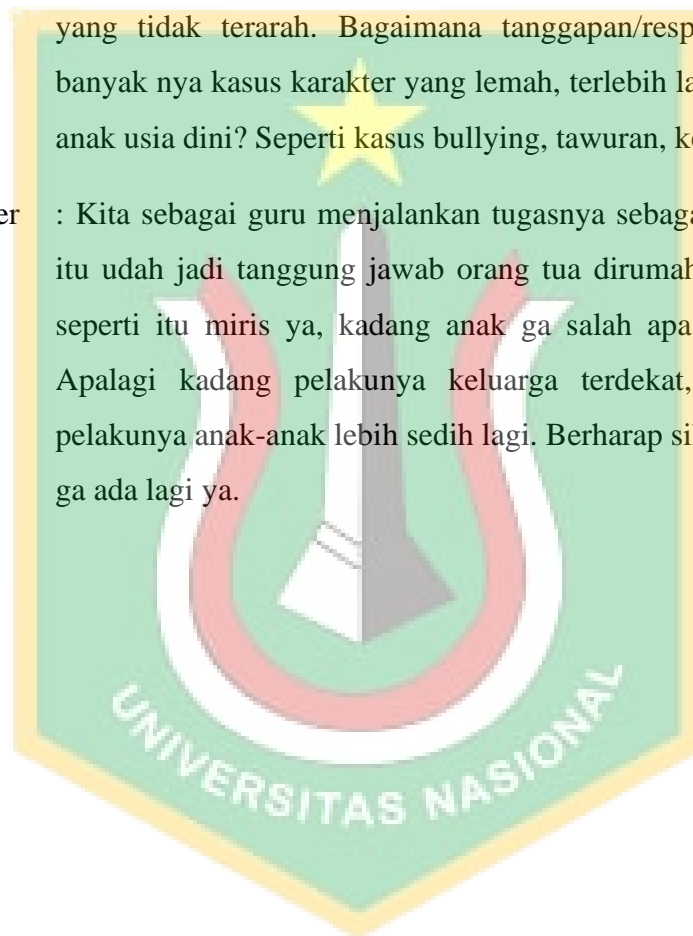 yang tidak terarah. Bagaimana tanggapan/resp
banyak nya kasus karakter yang lemah, terlebih la
anak usia dini? Seperti kasus bullying, tawuran, k
er : Kita sebagai guru menjalankan tugasnya sebaga
itu udah jadi tanggung jawab orang tua dirumah
seperti itu miris ya, kadang anak ga salah apa
Apalagi kadang pelakunya keluarga terdekat,
pelakunya anak-anak lebih sedih lagi. Berharap si
ga ada lagi ya.
UNIVERSITAS NASIONAL